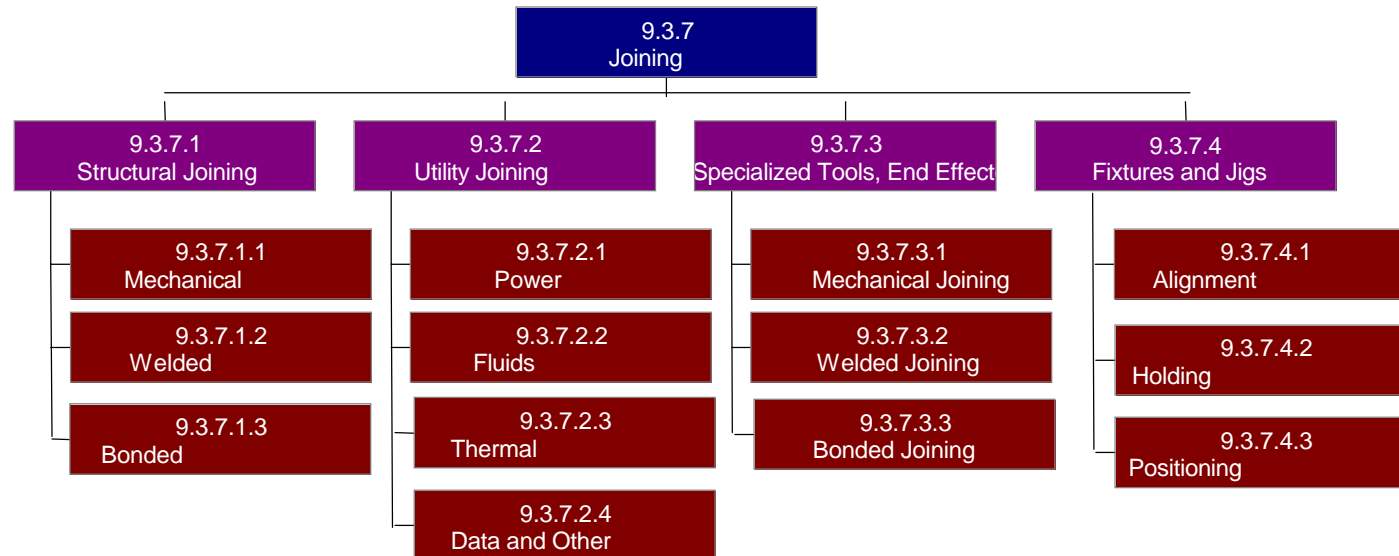 9.3.7
Joining
9.3.7.1
Structural Joining
9.3.7.2
Utility Joining
9.3.7.3
Specialized Tools, End Effect
9.3.7.4
Fixtures and Jigs
9.3.7.1.1
Mechanical
9.3.7.1.2
Welded
9.3.7.1.3
Bonded
9.3.7.2.1
Power
9.3.7.2.2
Fluids
9.3.7.2.3
Thermal
9.3.7.2.4
Data and Other
9.3.7.3.1
Mechanical Joining
9.3.7.3.2
Welded Joining
9.3.7.3.3
Bonded Joining
9.3.7.4.1
Alignment
9.3.7.4.2
Holding
9.3.7.4.3
Positioning